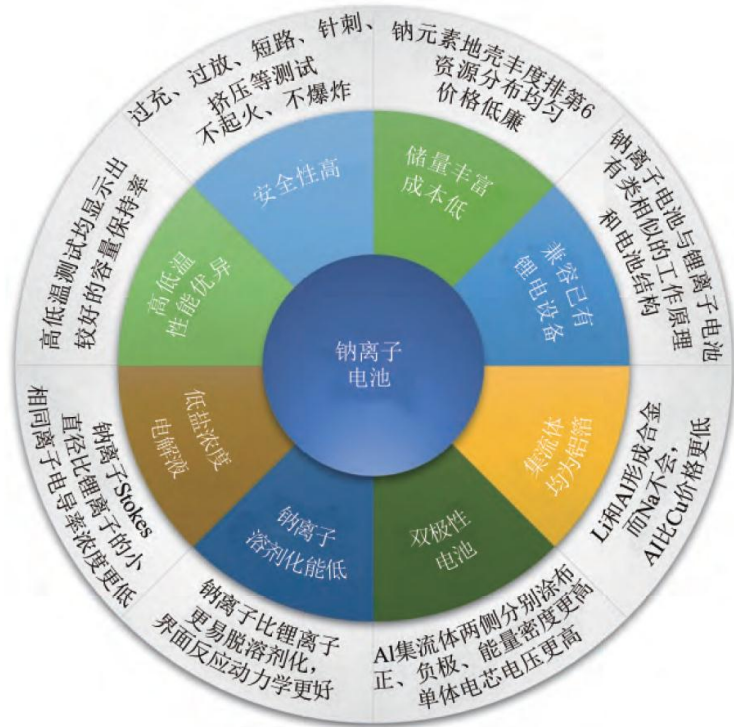 钠离子
电池
储量丰富
成本低
钠元素地壳丰度排第6
资源分布均匀
价格低廉
兼容已有
锂电设备
钠离子电池与锂离子电池
有类相似的工作原理
和电池结构
集流体
均为铝箔
Li和Al形成合金
而Na不会,
Al比Cu价格更低
双极性
电池
Al集流体两侧分别涂布
正、负极、能量密度更高
单体电芯电压更高
钠离子
溶剂化能低
钠离子比锂离子
更易脱溶剂化,
界面反应动力学更好
低盐浓度
电解液
钠离子Stokes
直径比锂离子的小
相同离子电导率浓度更低
高低温
性能优异
高低温测试均显示出
较好的容量保持率
安全性高
过充、过放、短路、针刺、
挤压等测试
不起火、不爆炸